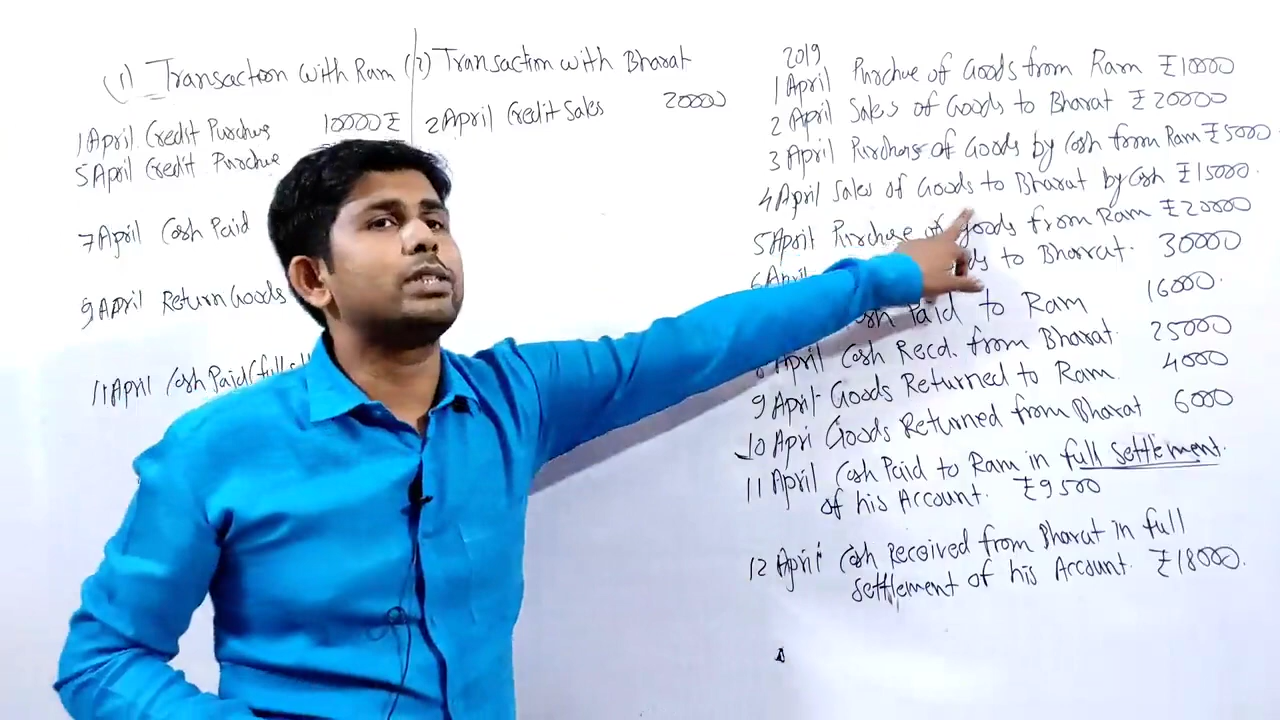 (1) Transaction with Ram
1 April Credit Purchase 10000 ₹
5 April Credit Purchase
7 April Cash Paid
9 April Return Goods
11 April Cash Paid (full
(2) Transaction with Bharat
2 April Credit Sales 20000
2019
1 April Purchue of Goods from Ram ₹10000
2 April Sales of Goods to Bharat ₹20000
3 April Purchase of Goods by Cash from Ram ₹5000
4 April Sales of Goods to Bharat by Cash ₹15000.
5 April Purchase of goods from Ram ₹20000
6 April to Bharrat. 30000
Paid to Ram 16000.
8 April Cash Recd. from Bharat. 25000
9 April Goods Returned to Ram. 4000
10 Apri Goods Returned from Bharat 6000
11 April Cash Paid to Ram in full Settlement.
of his Account. ₹9500
12 April Cash Received from Bharat in full
Settlement of his Account. ₹18000.